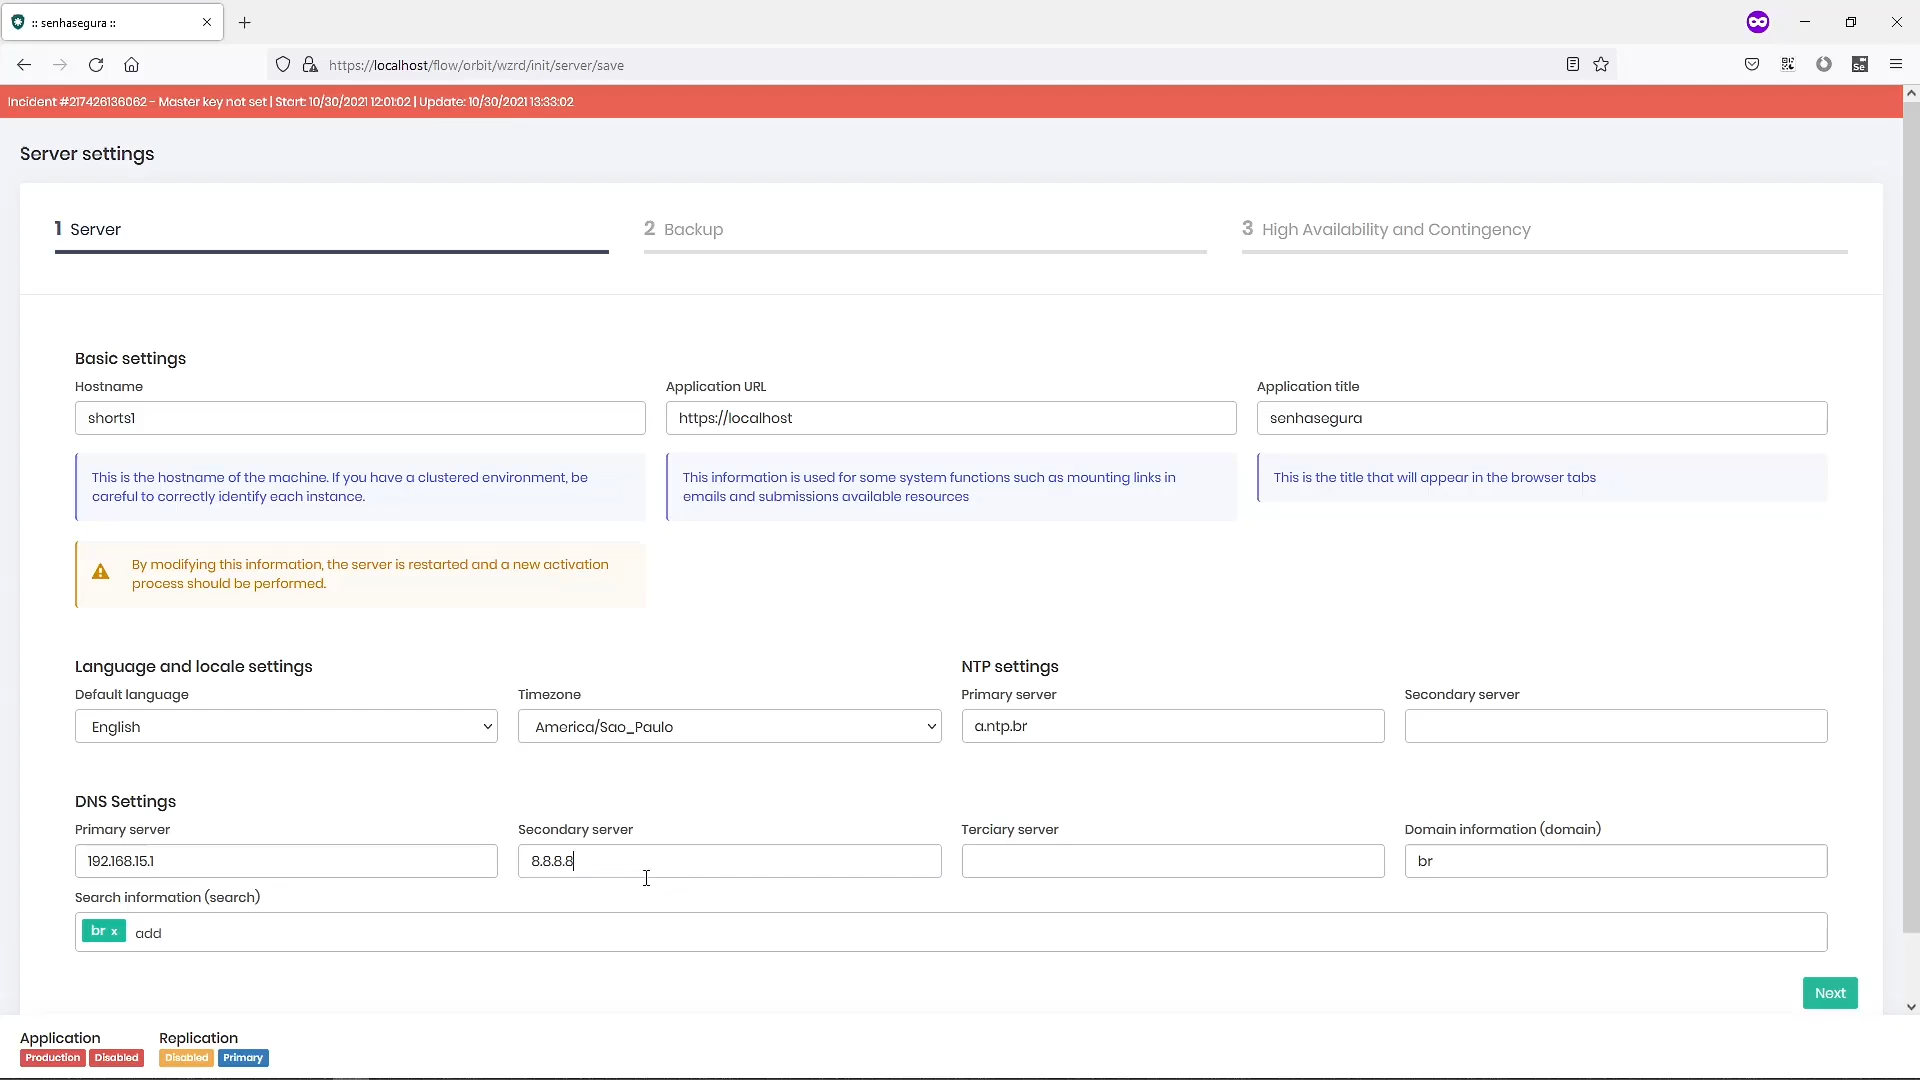 :: senhasegura ::
https://localhost/flow/orbit/wzrd/init/server/save
Incident #217426136062 - Master key not set | Start: 10/30/2021 12:01:02 | Update: 10/30/2021 13:33:02
Server settings
1 Server
2 Backup
3 High Availability and Contingency
Basic settings
Hostname
Application URL
Application title
shorts1
https://localhost
senhasegura
This is the hostname of the machine. If you have a clustered environment, be
careful to correctly identify each instance.
This information is used for some system functions such as mounting links in
emails and submissions available resources
This is the title that will appear in the browser tabs
By modifying this information, the server is restarted and a new activation
process should be performed.
Language and locale settings
NTP settings
Default language
Timezone
Primary server
Secondary server
English
America/Sao_Paulo
a.ntp.br
DNS Settings
Primary server
Secondary server
Terciary server
Domain information (domain)
192.168.15.1
8.8.8.8
br
Search information (search)
br x add
Next
Application
Replication
Production Disabled
Disabled Primary
Se